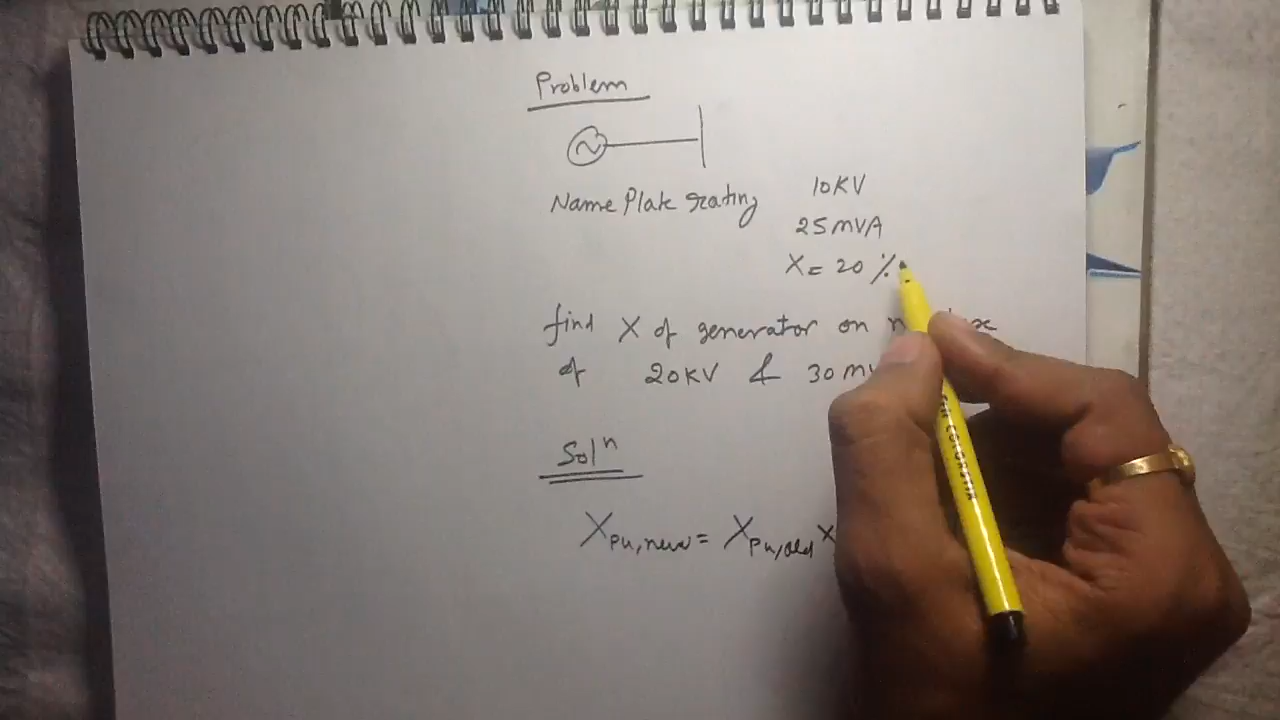 Problem
Name Plate rating 10KV
25MVA
X = 20 %
find X of generator on
of 20KV & 30
Solⁿ
Xpu,new = Xpu,old ×